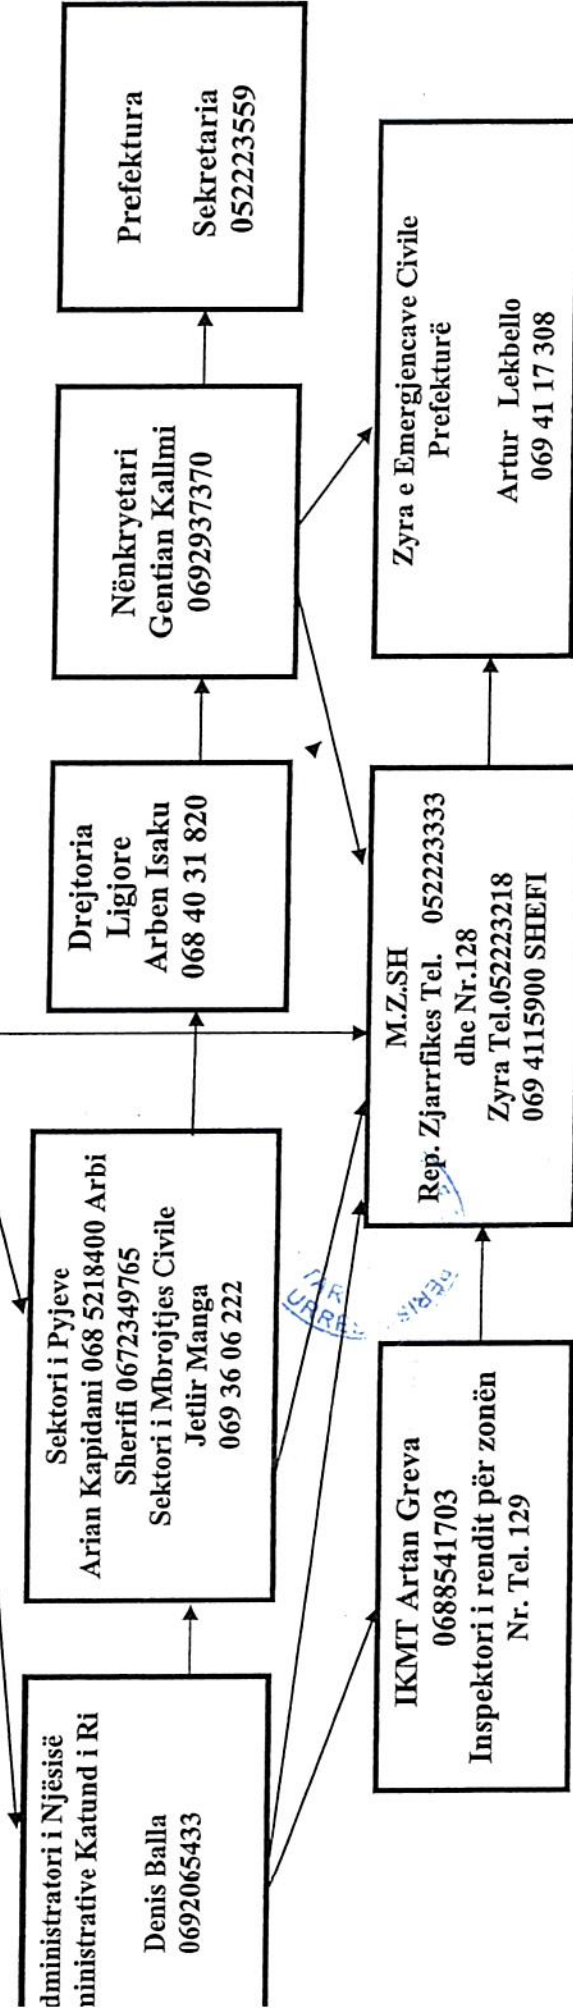 dministratori i Njësisë
ministrative Katund i Ri
Denis Balla
0692065433
Sektori i Pyjeve
Arian Kapidani 068 5218400 Arbi
Sherifi 0672349765
Sektori i Mbrojtjes Civile
Jetlir Manga
069 36 06 222
Drejtoria
Ligjore
Arben Isaku
068 40 31 820
Nënkryetari
Gentian Kallmi
0692937370
Prefektura
Sekretaria
052223559
IKMT Artan Greva
0688541703
Inspektori i rendit për zonën
Nr. Tel. 129
M.Z.SH
Rep. Zjarrfikes Tel. 052223333
dhe Nr.128
Zyra Tel.052223218
069 4115900 SHEFI
Zyra e Emergjencave Civile
Prefekturë
Artur Lekbello
069 41 17 308